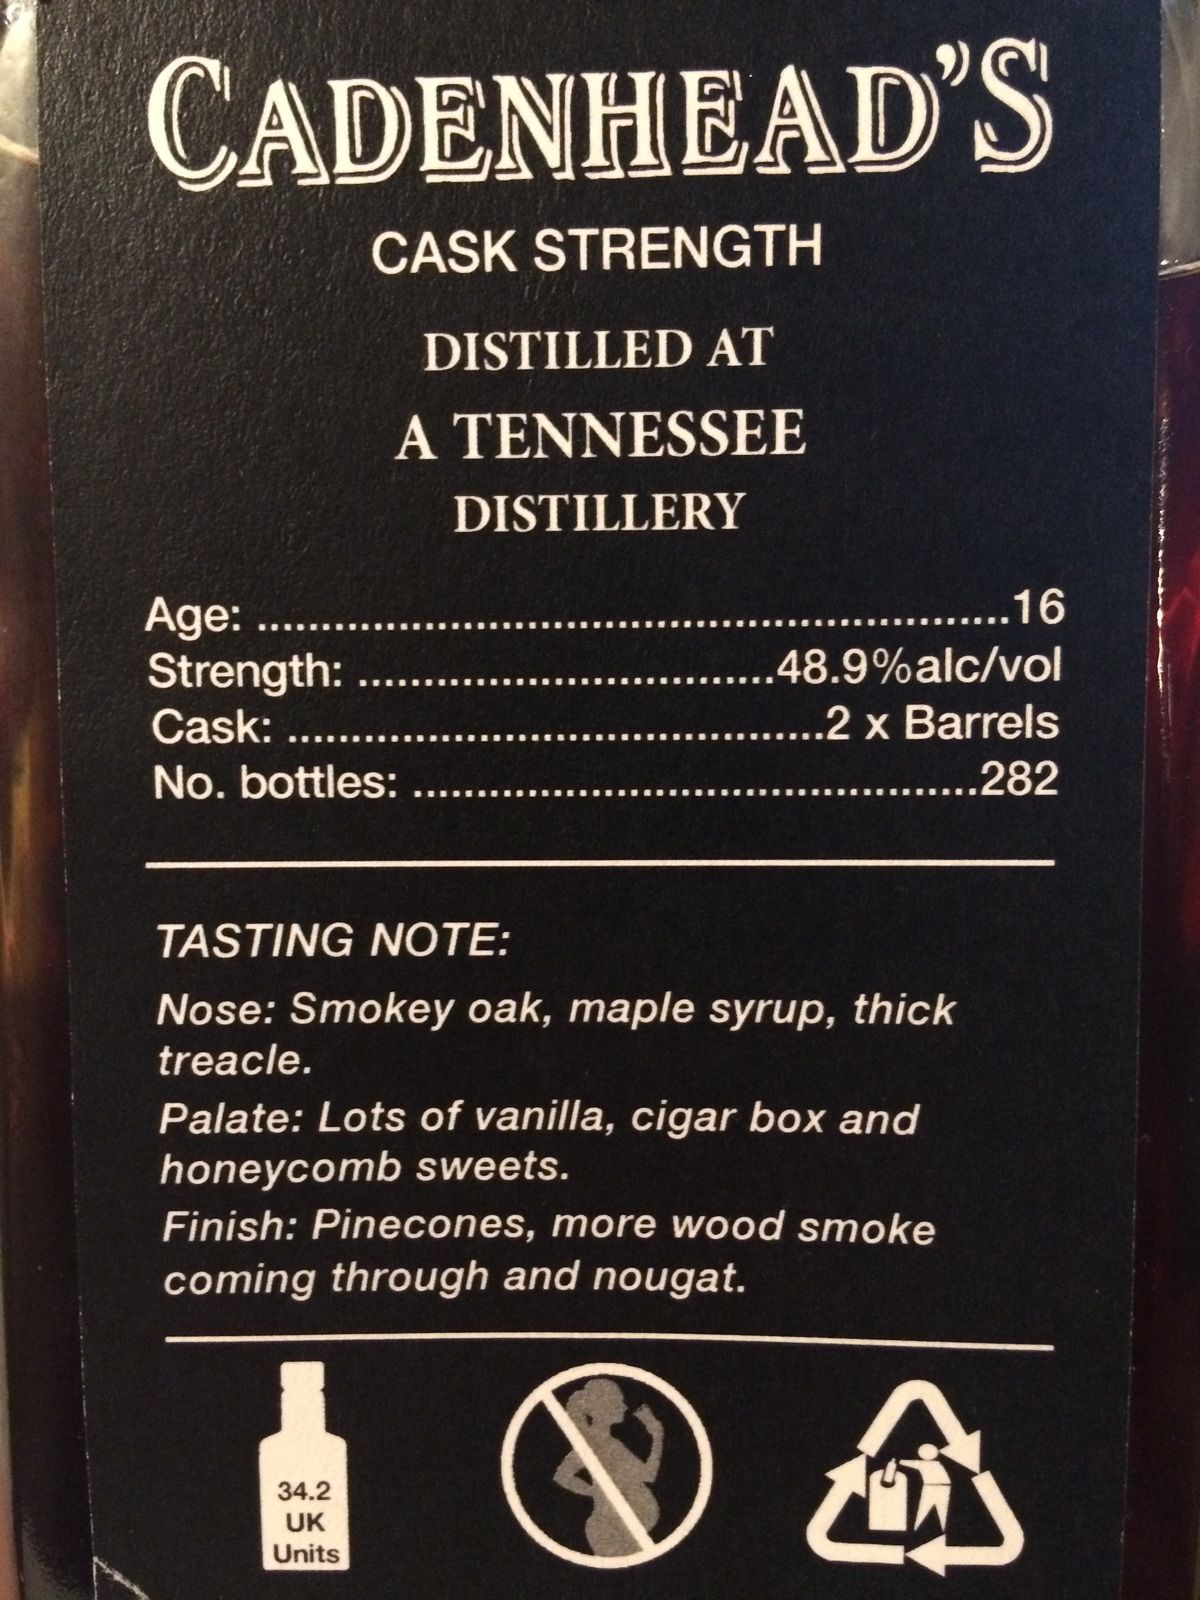 CADENHEAD'S
CASK STRENGTH
DISTILLED AT
A TENNESSEE
DISTILLERY
Age: ............................................................16
Strength: ................................48.9%alc/vol
Cask: .........................................2 x Barrels
No. bottles: ...........................................282
TASTING NOTE:
Nose: Smokey oak, maple syrup, thick
treacle.
Palate: Lots of vanilla, cigar box and
honeycomb sweets.
Finish: Pinecones, more wood smoke
coming through and nougat.
34.2
UK
Units